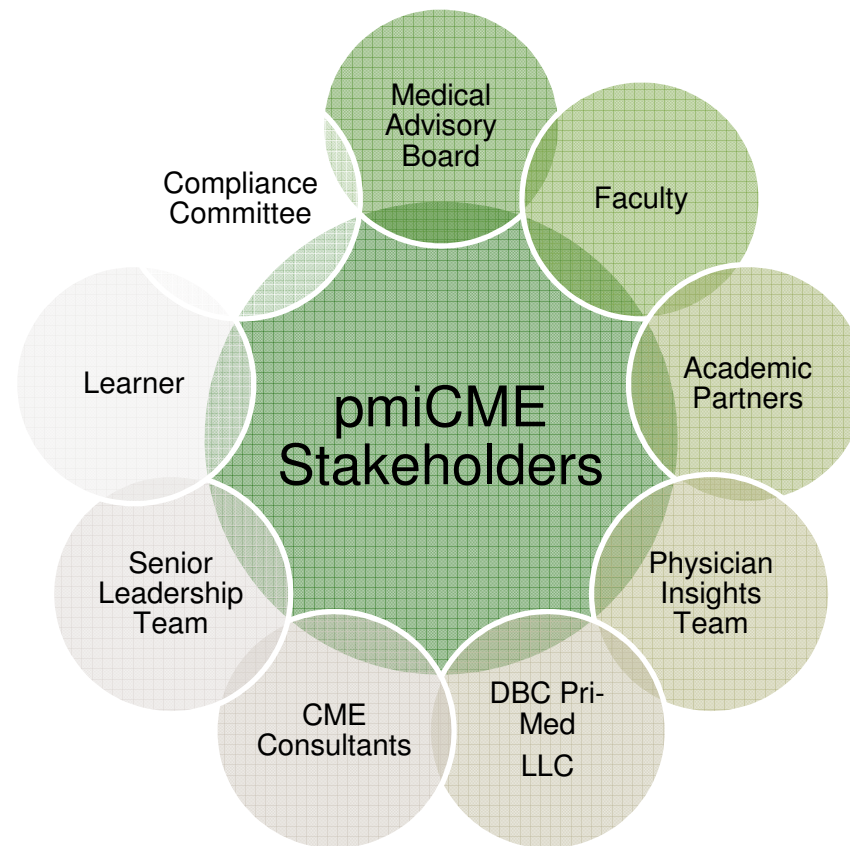 Medical
Advisory
Board
Faculty
Academic
Partners
Physician
Insights
Team
DBC Pri-
Med
LLC
CME
Consultants
Senior
Leadership
Team
Learner
Compliance
Committee
pmiCME
Stakeholders